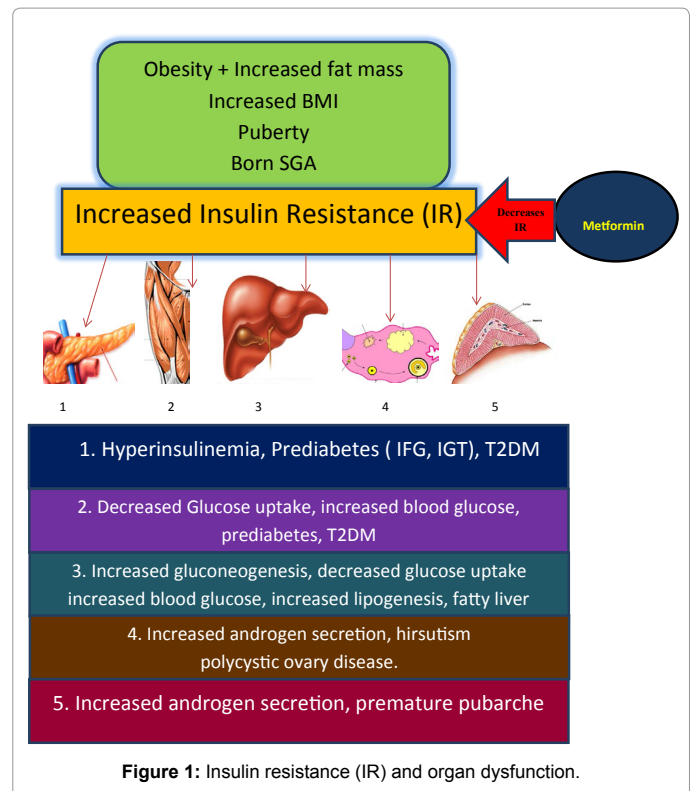 Obesity + Increased fat mass
Increased BMI
Puberty
Born SGA
Increased Insulin Resistance (IR)
Decreases
IR
Metformin
1
2
3
4
5
1. Hyperinsulinemia, Prediabetes ( IFG, IGT), T2DM
2. Decreased Glucose uptake, increased blood glucose,
prediabetes, T2DM
3. Increased gluconeogenesis, decreased glucose uptake
increased blood glucose, increased lipogenesis, fatty liver
4. Increased androgen secretion, hirsutism
polycystic ovary disease.
5. Increased androgen secretion, premature pubarche
Figure 1: Insulin resistance (IR) and organ dysfunction.